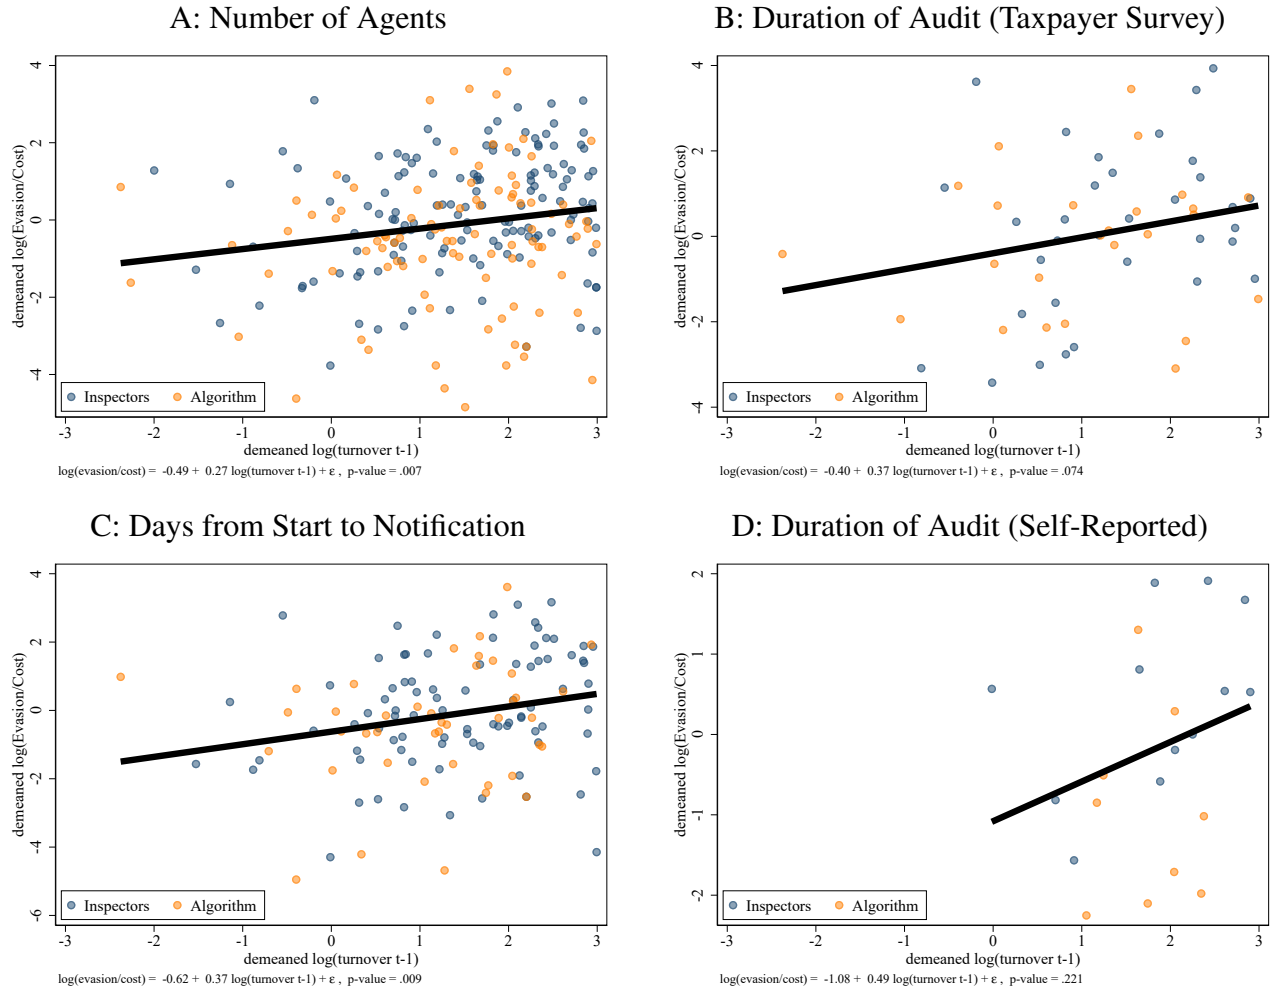 A: Number of Agents
demeaned log(Evasion/Cost)
4
2
0
-2
-4
Inspectors Algorithm
-3 -2 -1 0 1 2 3
demeaned log(turnover t-1)
log(evasion/cost) = -0.49 + 0.27 log(turnover t-1) + ε , p-value = .007
B: Duration of Audit (Taxpayer Survey)
demeaned log(Evasion/Cost)
4
2
0
-2
-4
Inspectors Algorithm
-3 -2 -1 0 1 2 3
demeaned log(turnover t-1)
log(evasion/cost) = -0.40 + 0.37 log(turnover t-1) + ε , p-value = .074
C: Days from Start to Notification
demeaned log(Evasion/Cost)
4
2
0
-2
-4
-6
Inspectors Algorithm
-3 -2 -1 0 1 2 3
demeaned log(turnover t-1)
log(evasion/cost) = -0.62 + 0.37 log(turnover t-1) + ε , p-value = .009
D: Duration of Audit (Self-Reported)
demeaned log(Evasion/Cost)
2
1
0
-1
-2
Inspectors Algorithm
-3 -2 -1 0 1 2 3
demeaned log(turnover t-1)
log(evasion/cost) = -1.08 + 0.49 log(turnover t-1) + ε , p-value = .221